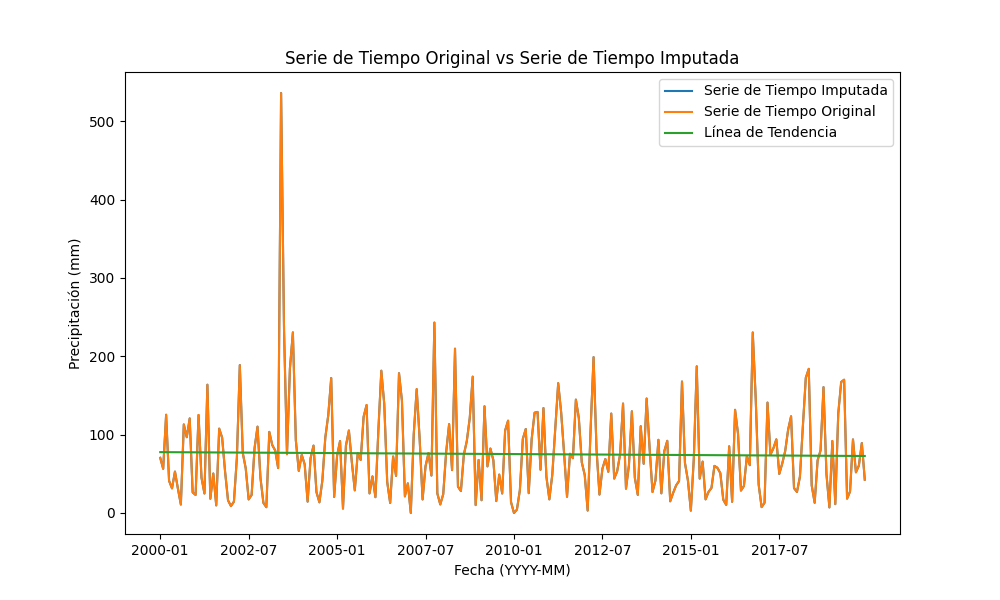 Serie de Tiempo Original vs Serie de Tiempo Imputada
Serie de Tiempo Imputada
Serie de Tiempo Original
Línea de Tendencia
Precipitación (mm)
500
400
300
200
100
0
2000-01 2002-07 2005-01 2007-07 2010-01 2012-07 2015-01 2017-07
Fecha (YYYY-MM)